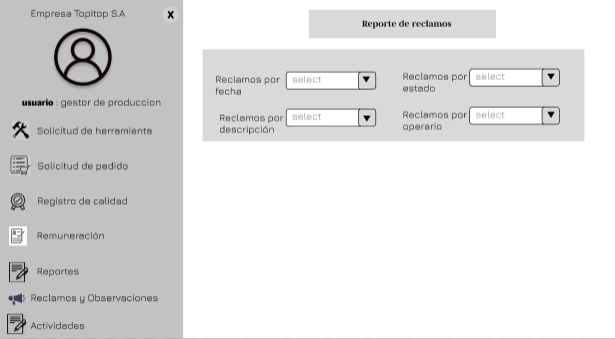 Empresa Topitop S.A
X
usuario : gestor de produccion
Solicitud de herramienta
Solicitud de pedido
Registro de calidad
Remuneración
Reportes
Reclamos y Observaciones
Actividades
Reporte de reclamos
Reclamos por
fecha
select
Reclamos por
estado
select
Reclamos por
descripción
select
Reclamos por
operario
select